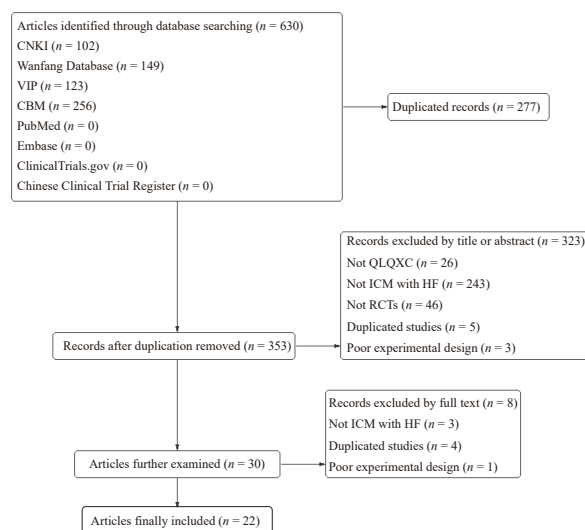 Articles identified through database searching (n = 630)
CNKI (n = 102)
Wanfang Database (n = 149)
VIP (n = 123)
CBM (n = 256)
PubMed (n = 0)
Embase (n = 0)
ClinicalTrials.gov (n = 0)
Chinese Clinical Trial Register (n = 0)
Duplicated records (n = 277)
Records excluded by title or abstract (n = 323)
Not QLQXC (n = 26)
Not ICM with HF (n = 243)
Not RCTs (n = 46)
Duplicated studies (n = 5)
Poor experimental design (n = 3)
Records after duplication removed (n = 353)
Records excluded by full text (n = 8)
Not ICM with HF (n = 3)
Duplicated studies (n = 4)
Poor experimental design (n = 1)
Articles further examined (n = 30)
Articles finally included (n = 22)